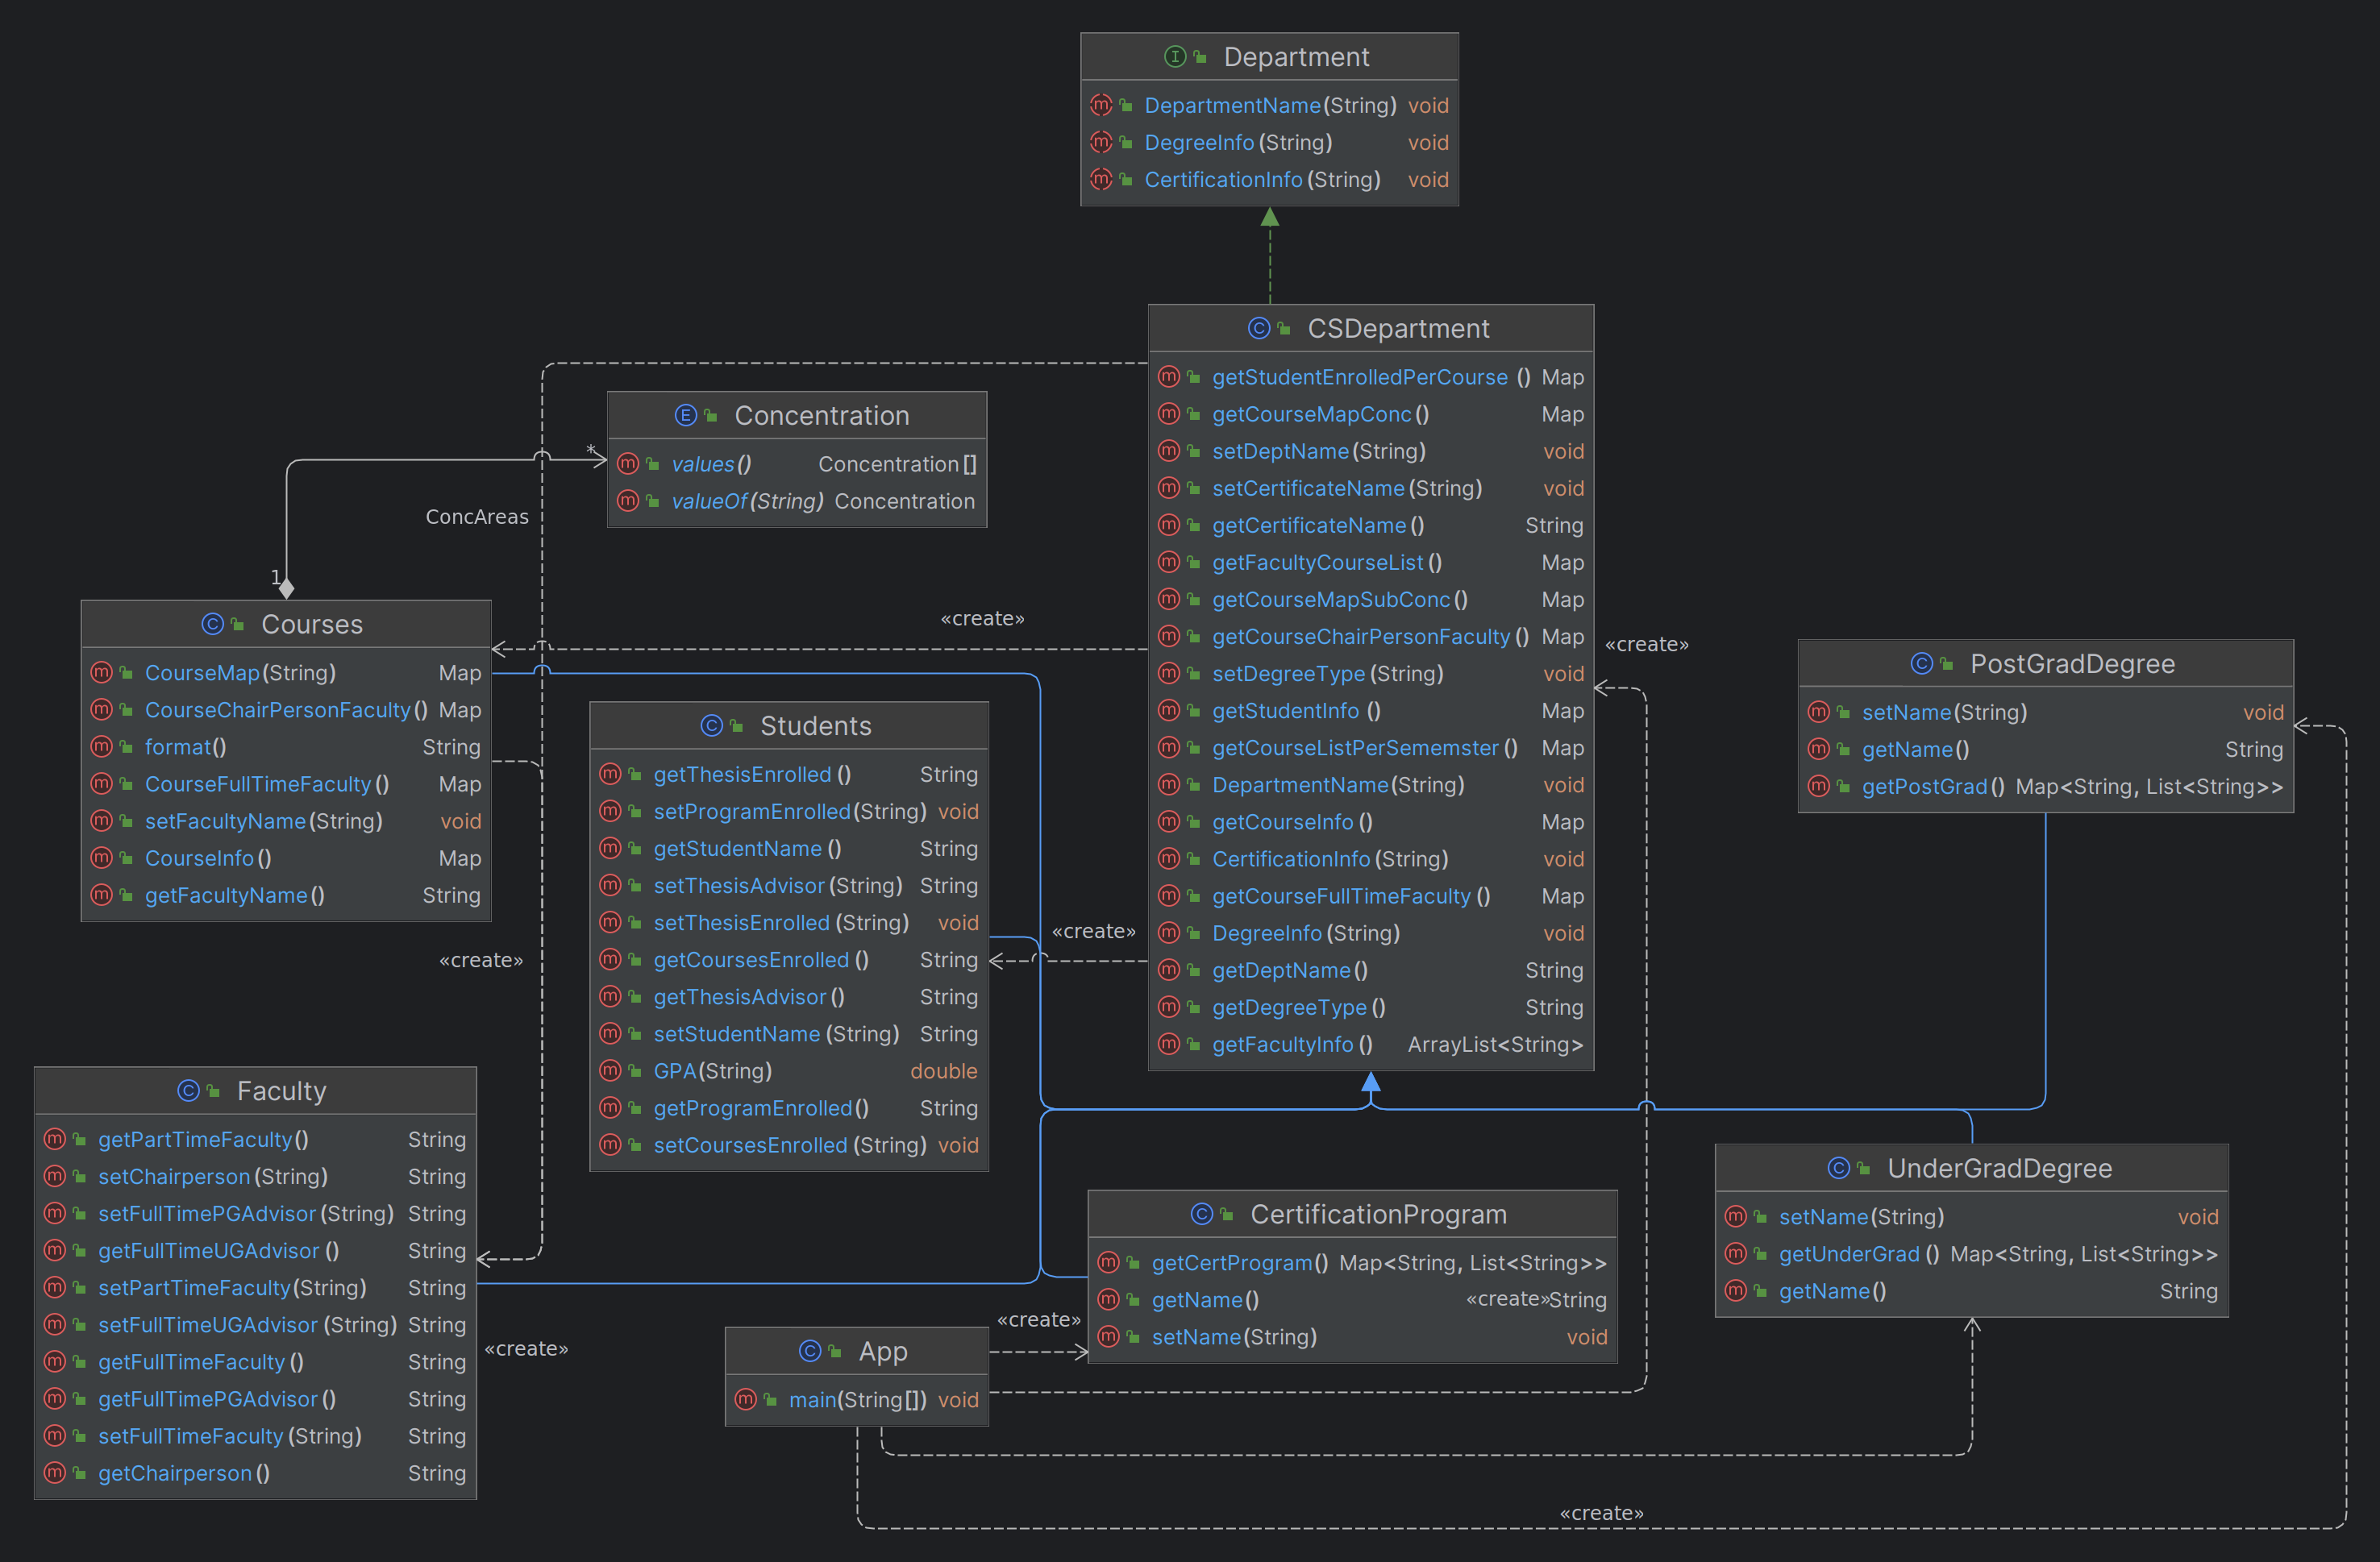 Department
DepartmentName(String) void
DegreeInfo(String) void
CertificationInfo(String) void
CSDepartment
getStudentEnrolledPerCourse () Map
getCourseMapConc() Map
setDeptName(String) void
setCertificateName(String) void
getCertificateName() String
getFacultyCourseList() Map
getCourseMapSubConc() Map
getCourseChairPersonFaculty() Map
setDegreeType(String) void
getStudentInfo () Map
getCourseListPerSememster() Map
DepartmentName(String) void
getCourseInfo () Map
CertificationInfo(String) void
getCourseFullTimeFaculty() Map
DegreeInfo(String) void
getDeptName() String
getDegreeType() String
getFacultyInfo () ArrayList<String>
Concentration
values() Concentration[]
valueOf(String) Concentration
*
ConcAreas
1
Courses
CourseMap(String) Map
CourseChairPersonFaculty() Map
format() String
CourseFullTimeFaculty() Map
setFacultyName(String) void
CourseInfo() Map
getFacultyName() String
«create»
«create»
PostGradDegree
setName(String) void
getName() String
getPostGrad() Map<String, List<String>>
Students
getThesisEnrolled () String
setProgramEnrolled(String) void
getStudentName () String
setThesisAdvisor(String) String
setThesisEnrolled (String) void
getCoursesEnrolled () String
getThesisAdvisor() String
setStudentName (String) String
GPA(String) double
getProgramEnrolled() String
setCoursesEnrolled (String) void
«create»
«create»
Faculty
getPartTimeFaculty() String
setChairperson(String) String
setFullTimePGAdvisor(String) String
getFullTimeUGAdvisor () String
setPartTimeFaculty(String) String
setFullTimeUGAdvisor (String) String
getFullTimeFaculty() String
getFullTimePGAdvisor() String
setFullTimeFaculty(String) String
getChairperson() String
«create»
CertificationProgram
getCertProgram() Map<String, List<String>>
getName() «create»String
setName(String) void
UnderGradDegree
setName(String) void
getUnderGrad () Map<String, List<String>>
getName() String
«create»
App
main(String[]) void
«create»